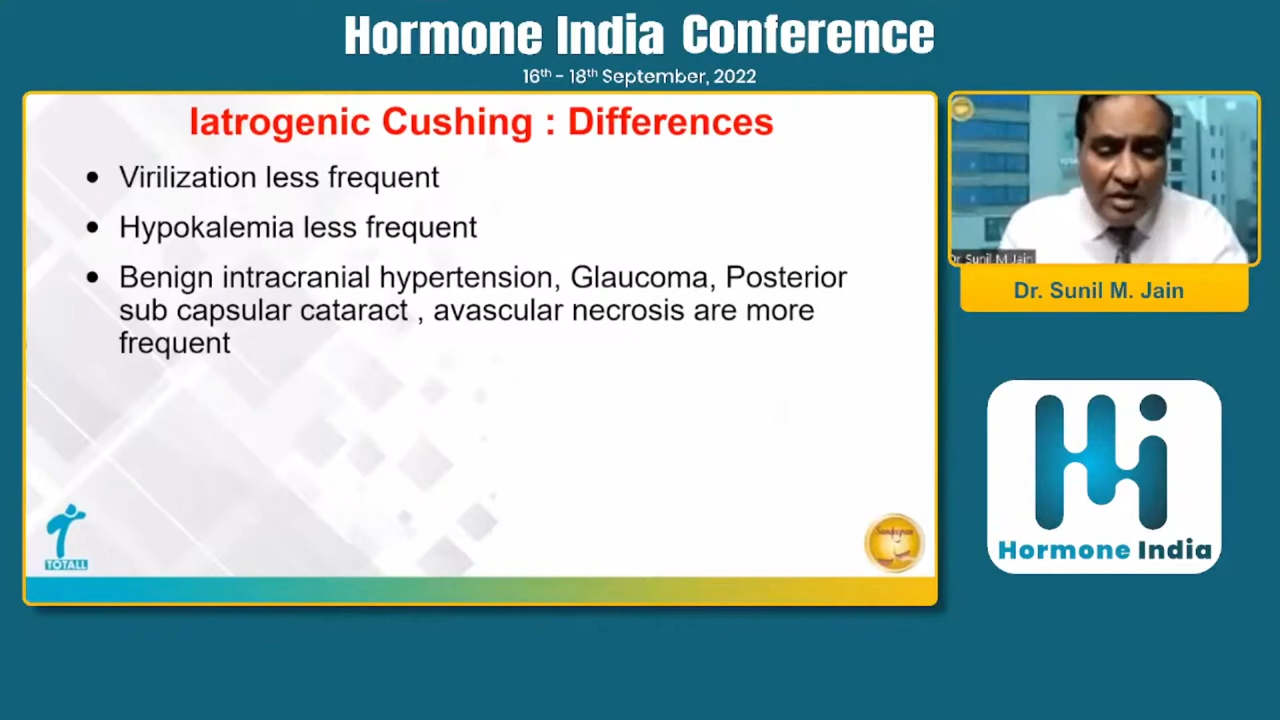 Hormone India Conference
16th - 18th September, 2022
Iatrogenic Cushing : Differences
• Virilization less frequent
• Hypokalemia less frequent
• Benign intracranial hypertension, Glaucoma, Posterior
sub capsular cataract , avascular necrosis are more
frequent
TOTALL
Sandeepan
Dr Sunil M Jain
Dr. Sunil M. Jain
Hormone India